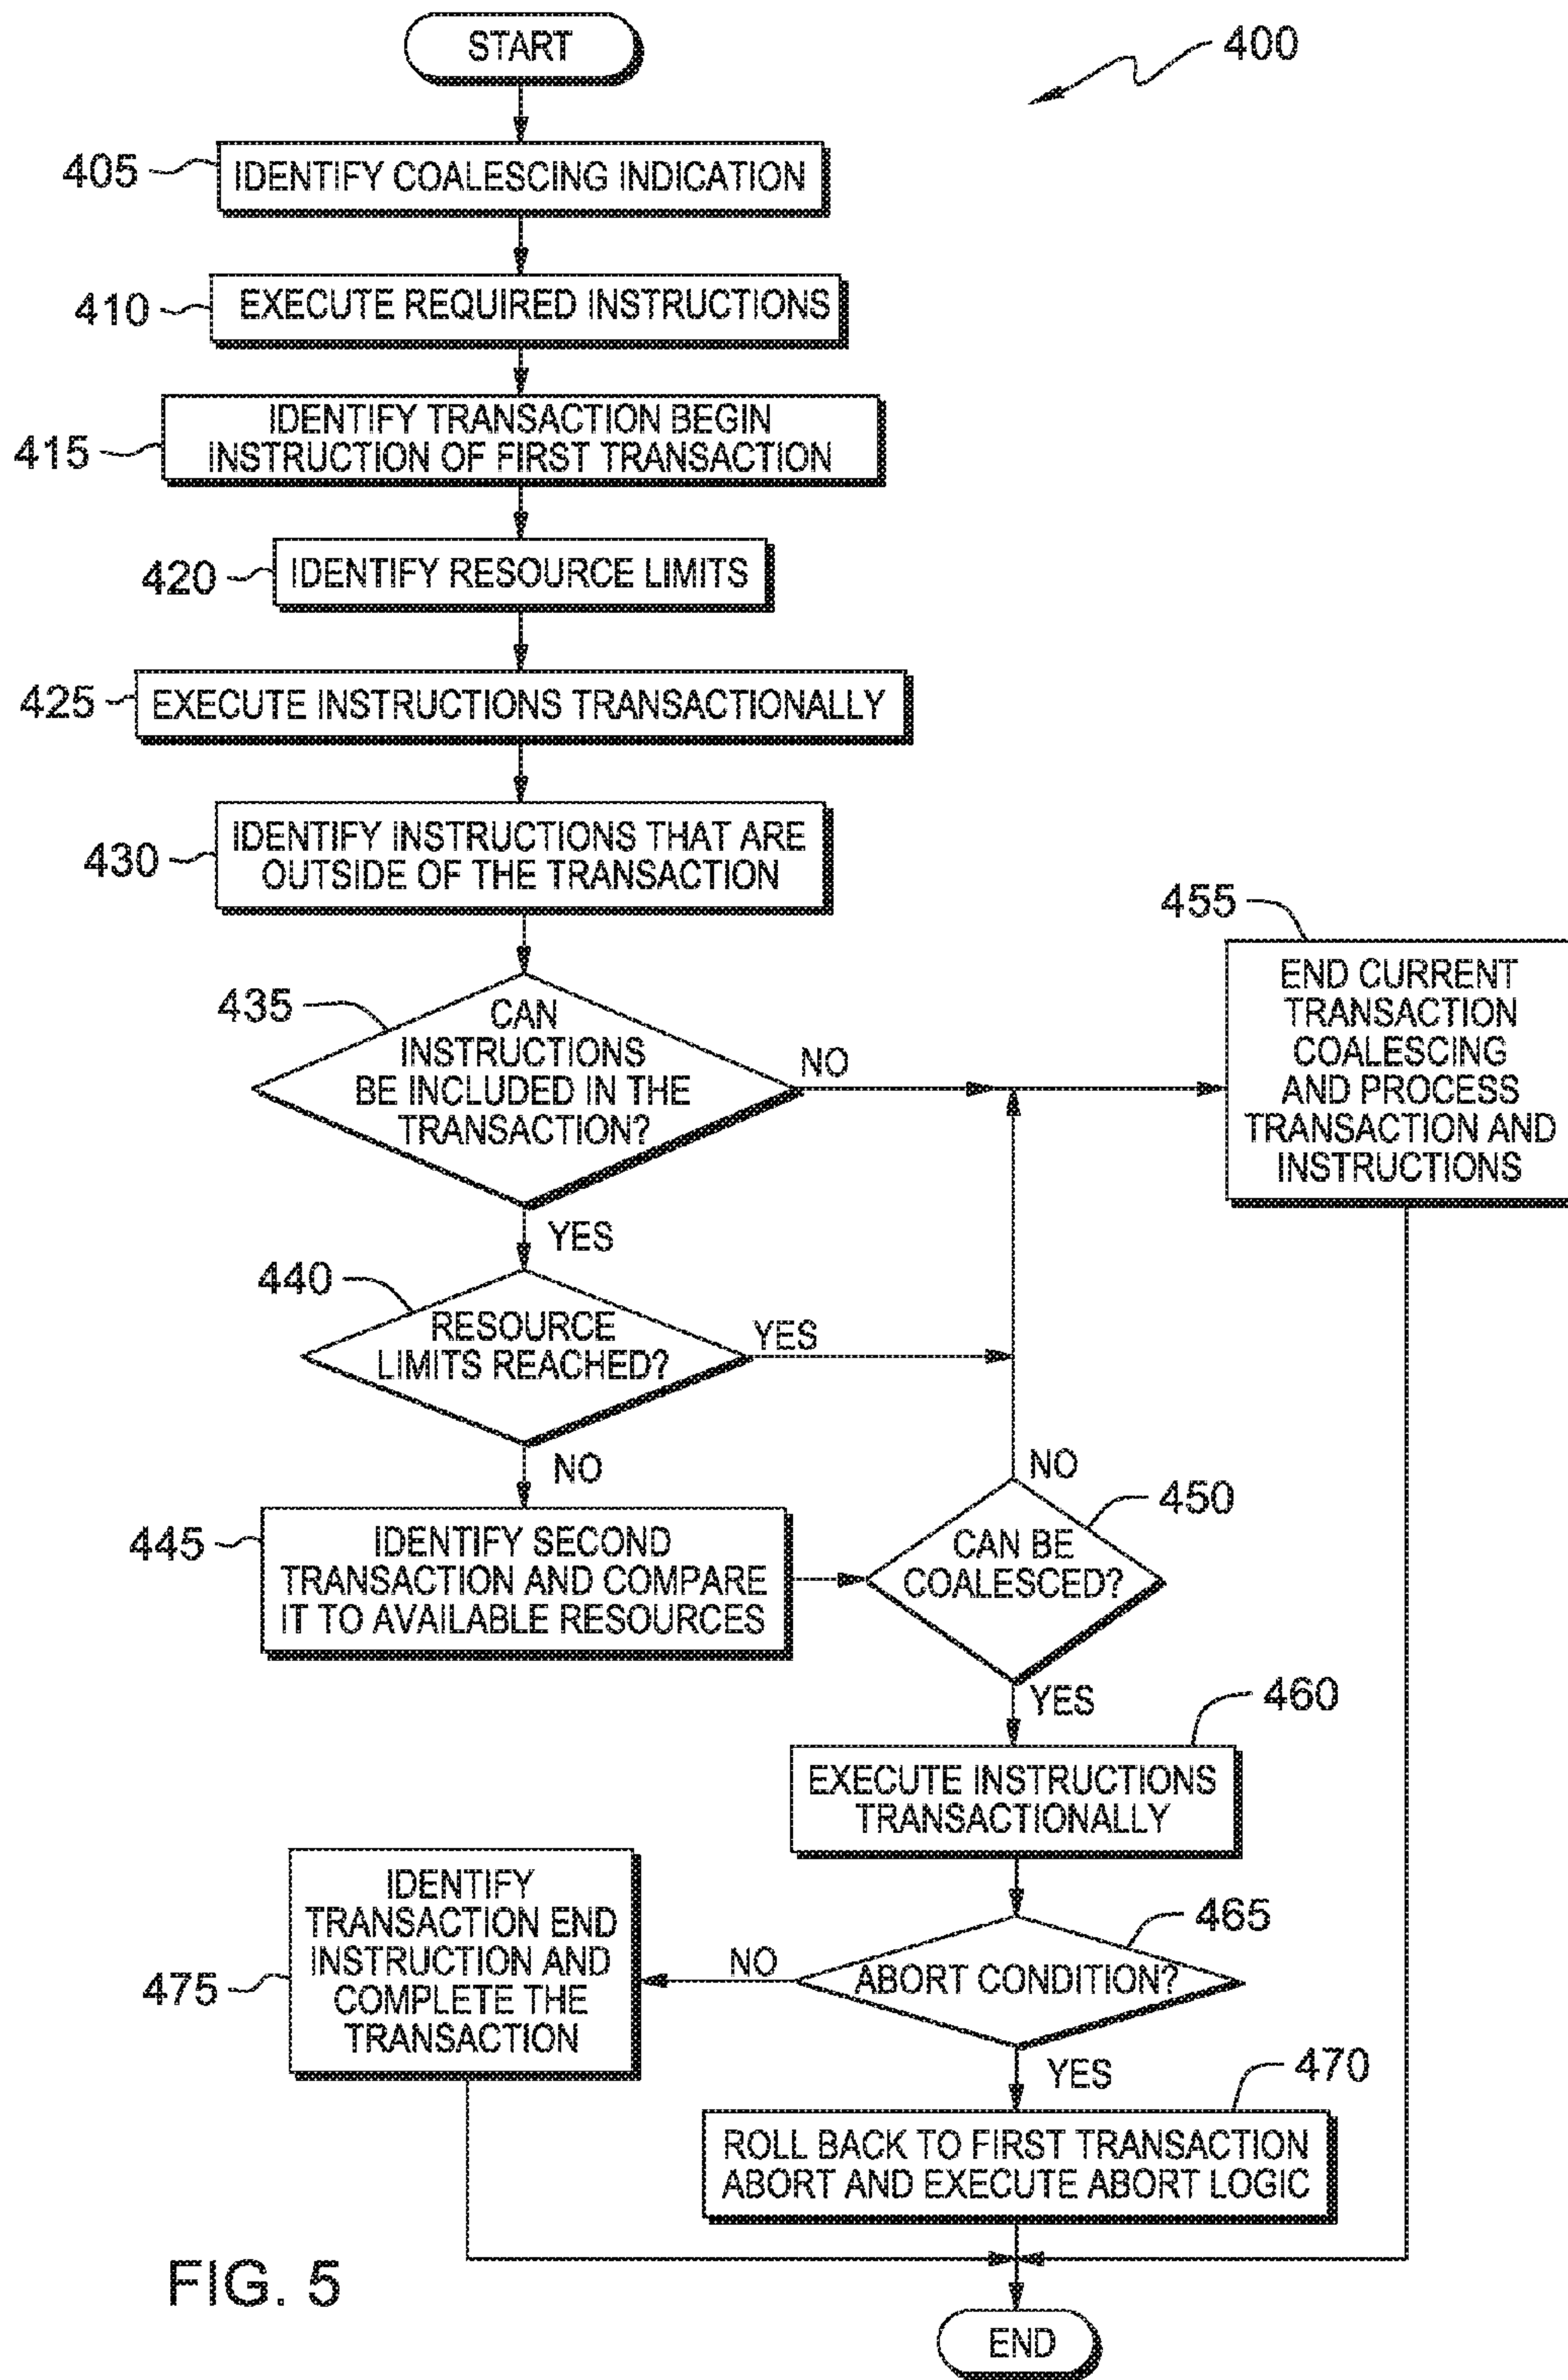 START
400
405
IDENTIFY COALESCING INDICATION
410
EXECUTE REQUIRED INSTRUCTIONS
415
IDENTIFY TRANSACTION BEGIN
INSTRUCTION OF FIRST TRANSACTION
420
IDENTIFY RESOURCE LIMITS
425
EXECUTE INSTRUCTIONS TRANSACTIONALLY
430
IDENTIFY INSTRUCTIONS THAT ARE
OUTSIDE OF THE TRANSACTION
435
CAN
INSTRUCTIONS
BE INCLUDED IN THE
TRANSACTION?
NO
YES
455
END CURRENT
TRANSACTION
COALESCING
AND PROCESS
TRANSACTION AND
INSTRUCTIONS
440
RESOURCE
LIMITS REACHED?
YES
NO
445
IDENTIFY SECOND
TRANSACTION AND COMPARE
IT TO AVAILABLE RESOURCES
NO
450
CAN BE
COALESCED?
YES
460
EXECUTE INSTRUCTIONS
TRANSACTIONALLY
465
ABORT CONDITION?
NO
YES
475
IDENTIFY
TRANSACTION END
INSTRUCTION AND
COMPLETE THE
TRANSACTION
470
ROLL BACK TO FIRST TRANSACTION
ABORT AND EXECUTE ABORT LOGIC
FIG. 5
END